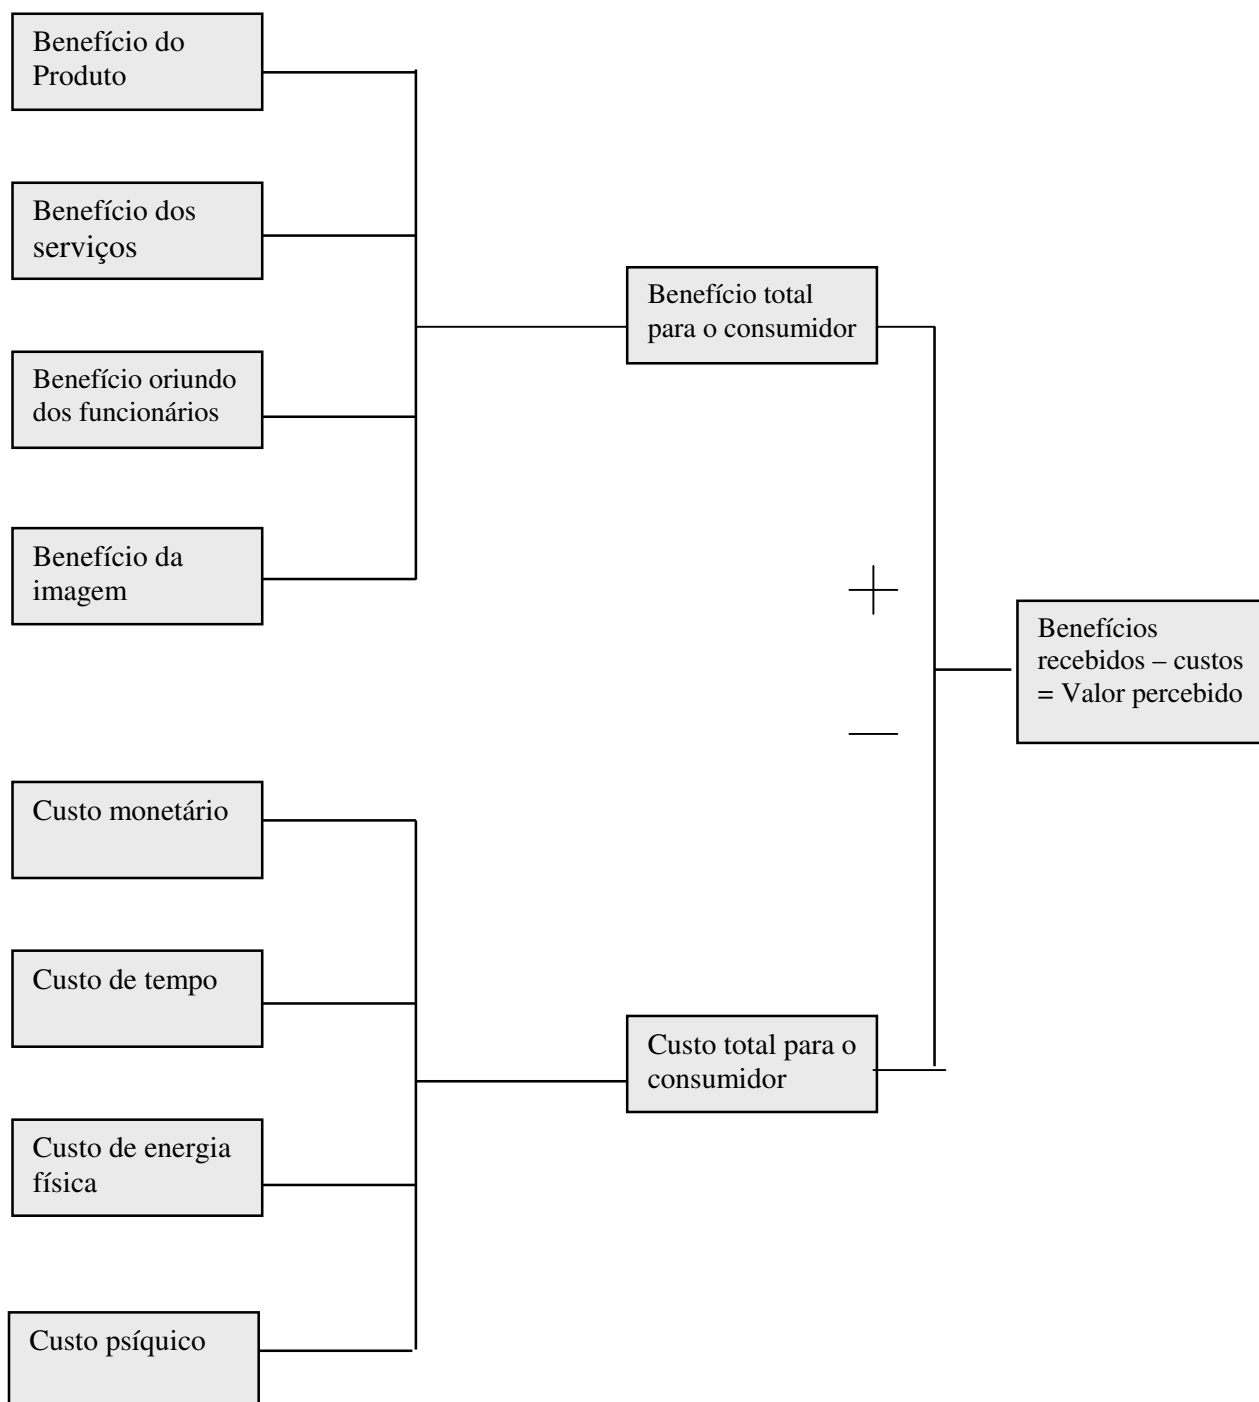 Benefício do
Produto
Benefício dos
serviços
Benefício oriundo
dos funcionários
Benefício da
imagem
Benefício total
para o consumidor
+
—
Benefícios
recebidos – custos
= Valor percebido
Custo monetário
Custo de tempo
Custo de energia
física
Custo psíquico
Custo total para o
consumidor